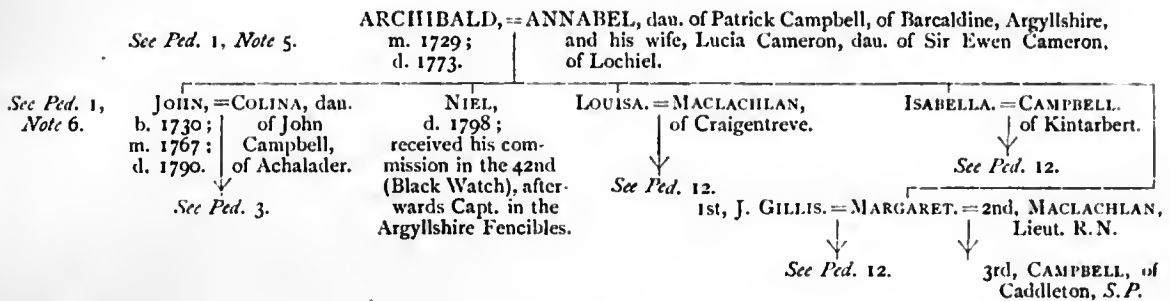 ARCHIBALD, = ANNABEL, dau. of Patrick Campbell, of Barcaldine, Argyllshire,
See Ped. 1, Note 5. m. 1729; and his wife, Lucia Cameron, dau. of Sir Ewen Cameron,
d. 1773. of Lochiel.
See Ped. 1, Note 6.
JOHN, = COLINA, dau.
b. 1730; of John
m. 1767; Campbell,
d. 1790. of Achalader.
See Ped. 3.
NIEL,
d. 1798;
received his com-
mission in the 42nd
(Black Watch), after-
wards Capt. in the
Argyllshire Fencibles.
LOUISA. = MACLACHLAN,
of Craigentreve.
See Ped. 12.
ISABELLA. = CAMPBELL.
of Kintarbert.
See Ped. 12.
1st, J. GILLIS. = MARGARET. = 2nd, MACLACHLAN,
Lieut. R.N.
See Ped. 12.
3rd, CAMPBELL, of
Caddleton, S.P.